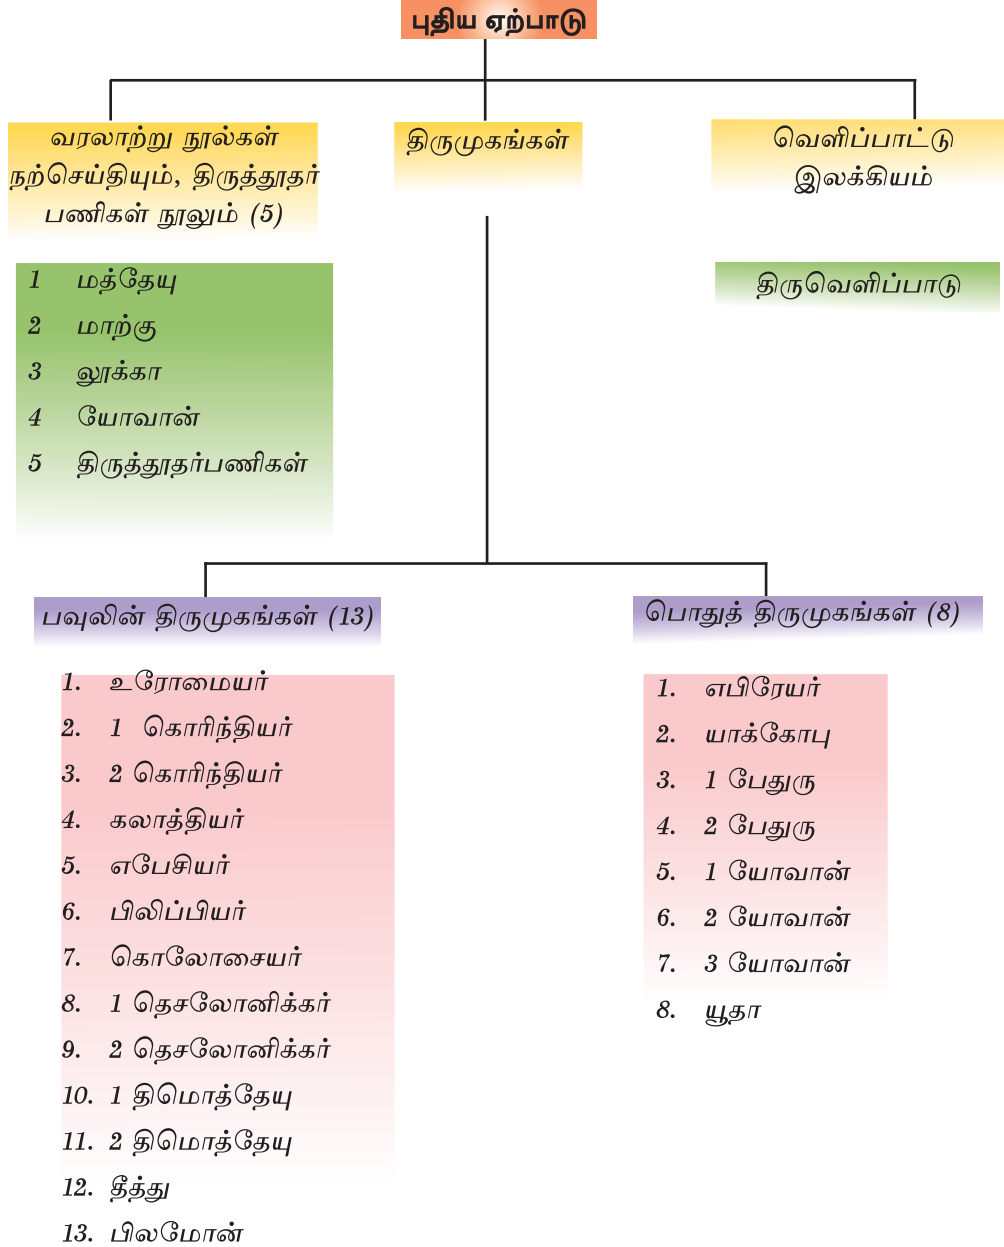 புதிய ஏற்பாடு
வரலாற்று நூல்கள்
நற்செய்தியும், திருத்தூதர்
பணிகள் நூலும் (5)
1 மத்தேயு
2 மாற்கு
3 லூக்கா
4 யோவான்
5 திருத்தூதர்பணிகள்
திருமுகங்கள்
வெளிப்பாட்டு
இலக்கியம்
திருவெளிப்பாடு
பவுலின் திருமுகங்கள் (13)
1. உரோமையர்
2. 1 கொரிந்தியர்
3. 2 கொரிந்தியர்
4. கலாத்தியர்
5. எபேசியர்
6. பிலிப்பியர்
7. கொலோசையர்
8. 1 தெசலோனிக்கர்
9. 2 தெசலோனிக்கர்
10. 1 திமொத்தேயு
11. 2 திமொத்தேயு
12. தீத்து
13. பிலமோன்
பொதுத் திருமுகங்கள் (8)
1. எபிரேயர்
2. யாக்கோபு
3. 1 பேதுரு
4. 2 பேதுரு
5. 1 யோவான்
6. 2 யோவான்
7. 3 யோவான்
8. யூதா